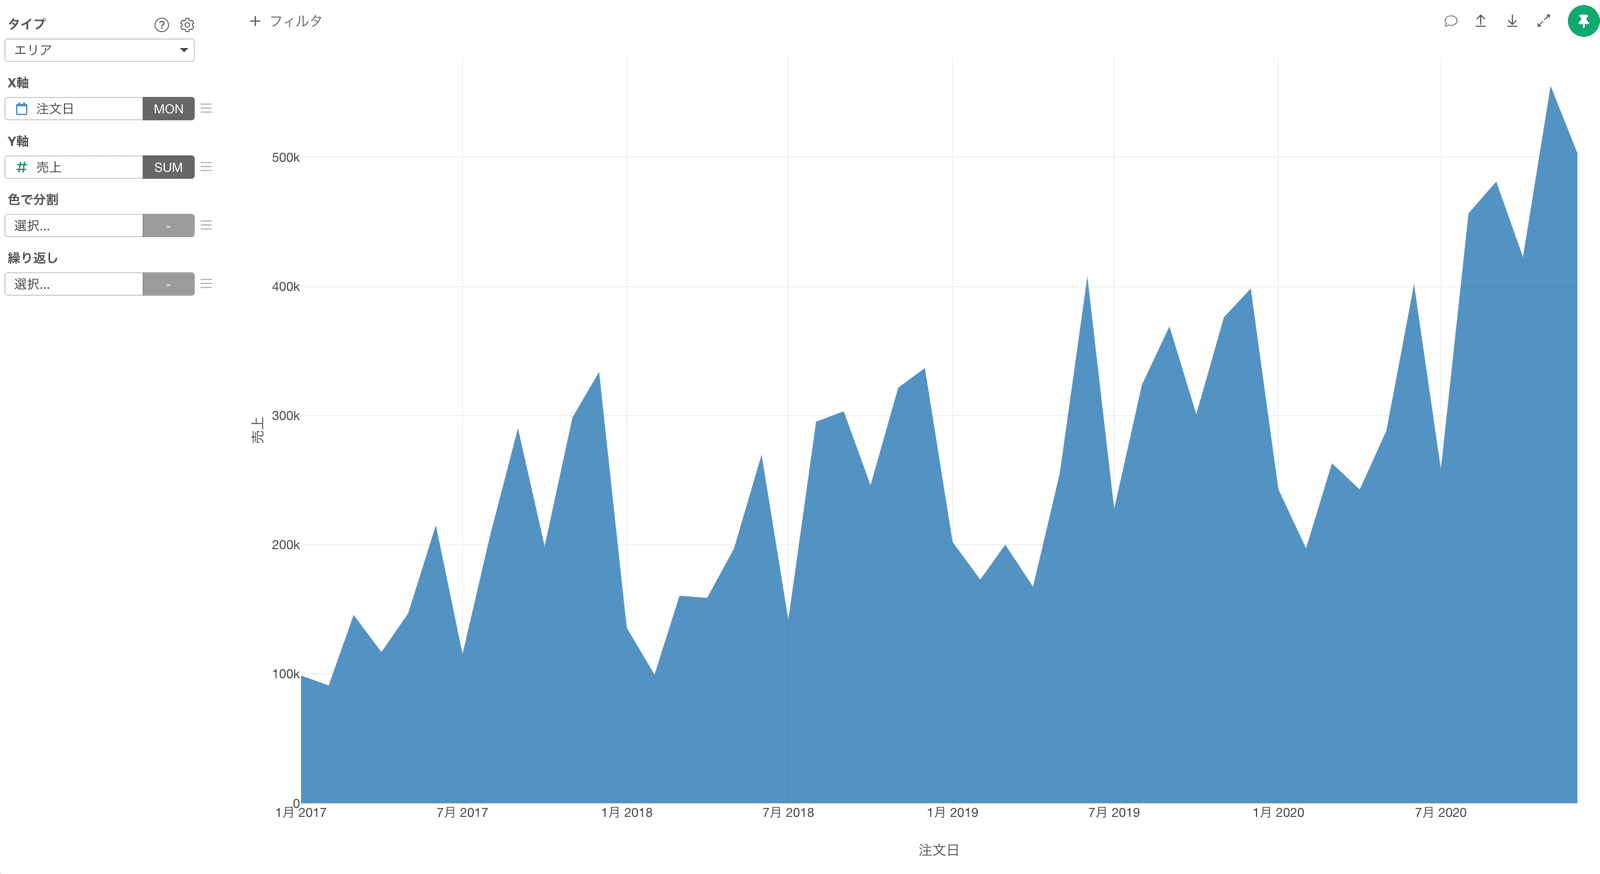 タイプ
エリア
X軸
注文日 MON
Y軸
売上 SUM
色で分割
選択... -
繰り返し
選択... -
+ フィルタ
500k
400k
300k
200k
100k
0
売上
1月 2017 7月 2017 1月 2018 7月 2018 1月 2019 7月 2019 1月 2020 7月 2020
注文日